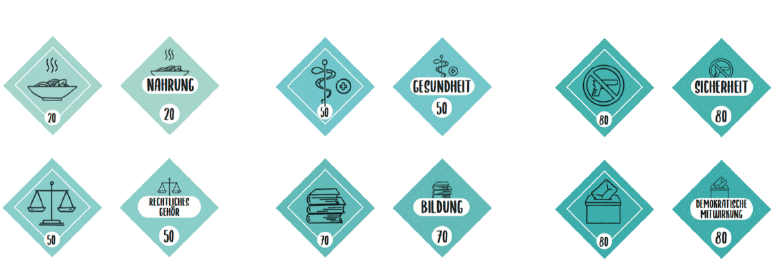 20
NAHRUNG
20
50
GESUNDHEIT
50
80
SICHERHEIT
80
50
RECHTLICHES
GEHÖR
50
70
BILDUNG
70
80
DEMOKRATISCHE
MITWIRKUNG
80